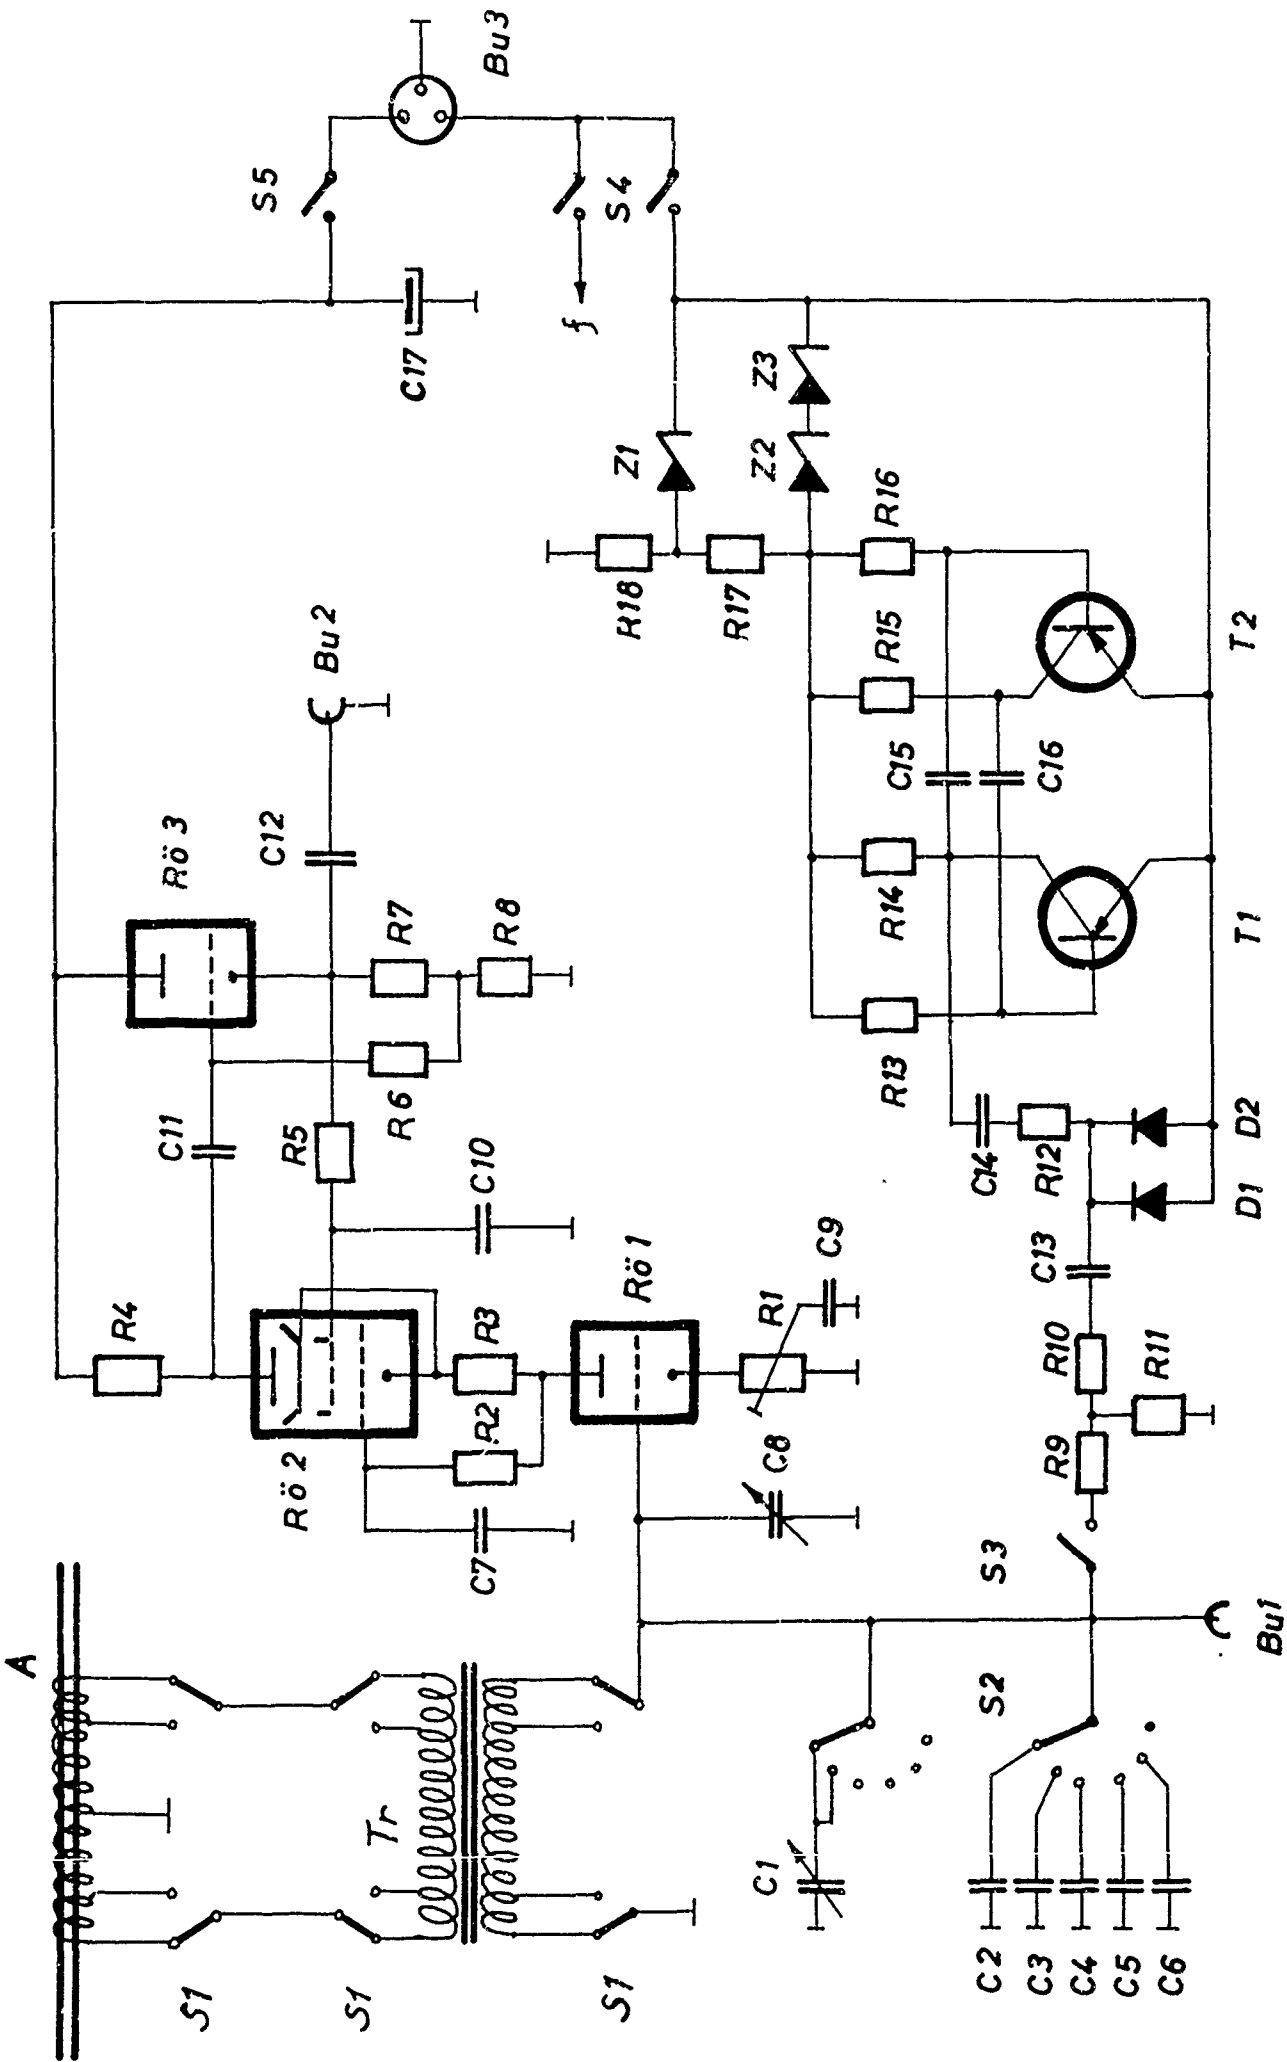 A
S1
S1
S1
Tr
Rö 2
C7
R2
R3
R4
C11
R5
C10
Rö 3
R6
R7
R8
C12
Bu 2
Rö 1
R1
C9
C8
C1
S2
C2
C3
C4
C5
C6
Bu1
S3
R9
R10
R11
C13
D1
D2
C14
R12
R13
R14
T1
C15
C16
R15
R16
T2
R17
R18
Z1
Z2
Z3
C17
S5
S4
f
Bu3